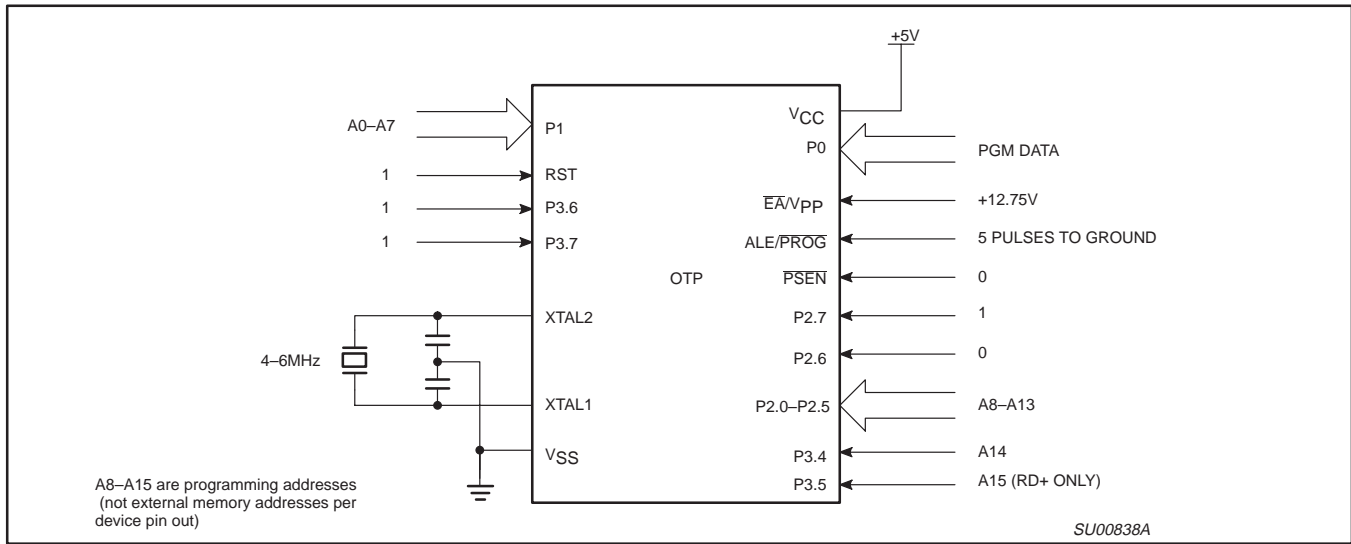 +5V
A0–A7
P1
VCC
P0
PGM DATA
1
RST
EA/VPP
+12.75V
1
P3.6
1
P3.7
ALE/PROG
5 PULSES TO GROUND
OTP
PSEN
0
XTAL2
P2.7
1
4–6MHz
P2.6
0
XTAL1
P2.0–P2.5
A8–A13
VSS
P3.4
A14
P3.5
A15 (RD+ ONLY)
A8–A15 are programming addresses
(not external memory addresses per
device pin out)
SU00838A